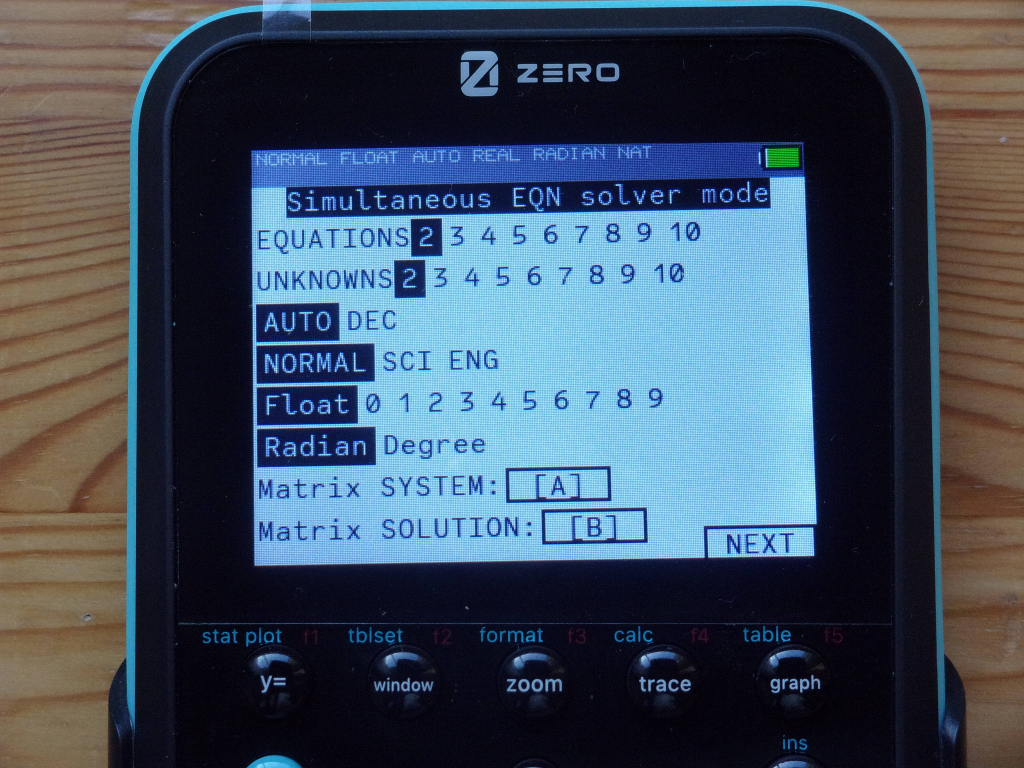 ZERO
NORMAL FLOAT AUTO REAL RADIAN NAT
Simultaneous EQN solver mode
EQUATIONS 2 3 4 5 6 7 8 9 10
UNKNOWNS 2 3 4 5 6 7 8 9 10
AUTO DEC
NORMAL SCI ENG
Float 0 1 2 3 4 5 6 7 8 9
Radian Degree
Matrix SYSTEM: [A]
Matrix SOLUTION: [B]
NEXT
stat plot f1 tblset f2 format f3 calc f4 table f5
y= window zoom trace graph
ins